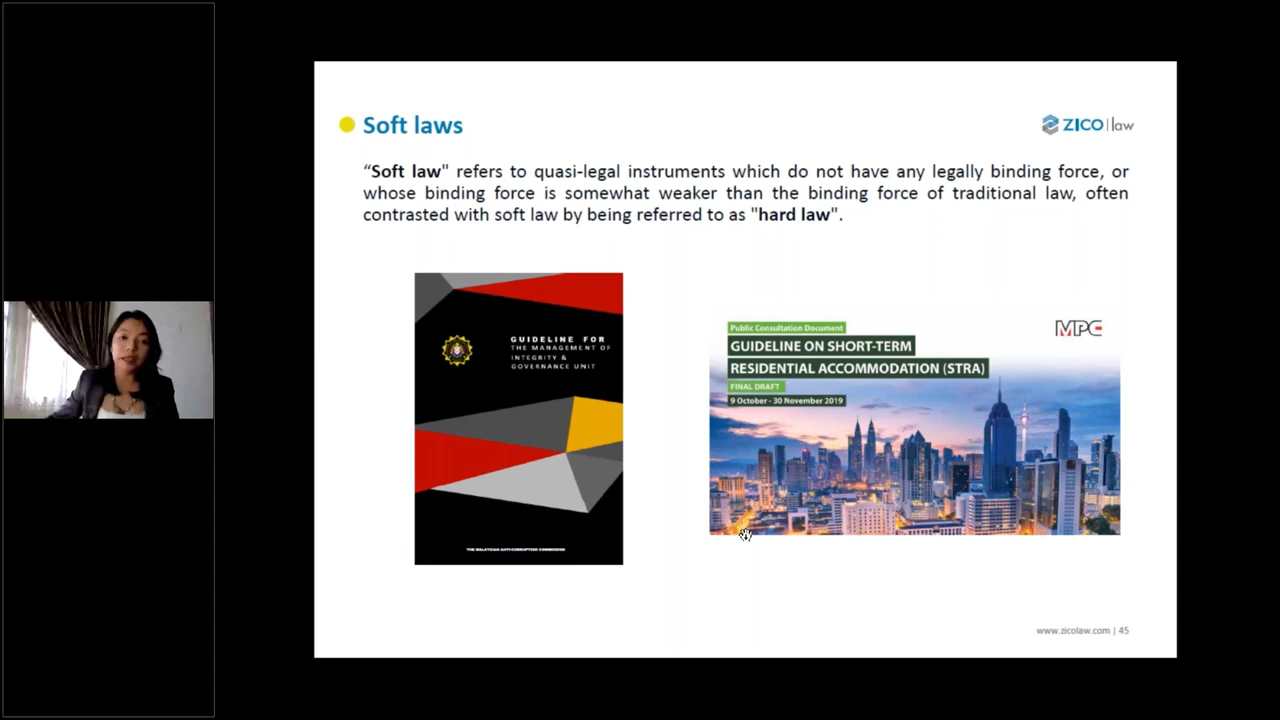 Soft laws
ZICO | law
“Soft law" refers to quasi-legal instruments which do not have any legally binding force, or
whose binding force is somewhat weaker than the binding force of traditional law, often
contrasted with soft law by being referred to as "hard law".
GUIDELINE FOR
THE MANAGEMENT OF
INTEGRITY &
GOVERNANCE UNIT
THE MALAYSIAN ANTI-CORRUPTION COMMISSION
Public Consultation Document
MPC
GUIDELINE ON SHORT-TERM
RESIDENTIAL ACCOMMODATION (STRA)
FINAL DRAFT
9 October - 30 November 2019
www.zicolaw.com | 45